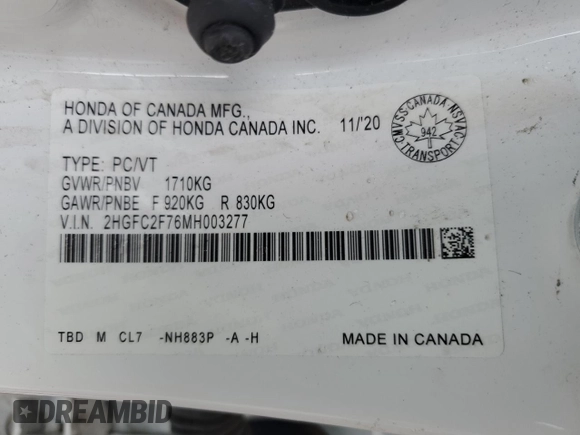 HONDA OF CANADA MFG.,
A DIVISION OF HONDA CANADA INC. 11/'20
CMVSS-CANADA-NSVAC
942
TRANSPORT
TYPE: PC/VT
GVWR/PNBV 1710KG
GAWR/PNBE F 920KG R 830KG
V.I.N. 2HGFC2F76MH003277
TBD M CL7 -NH883P -A -H MADE IN CANADA
DREAMBID